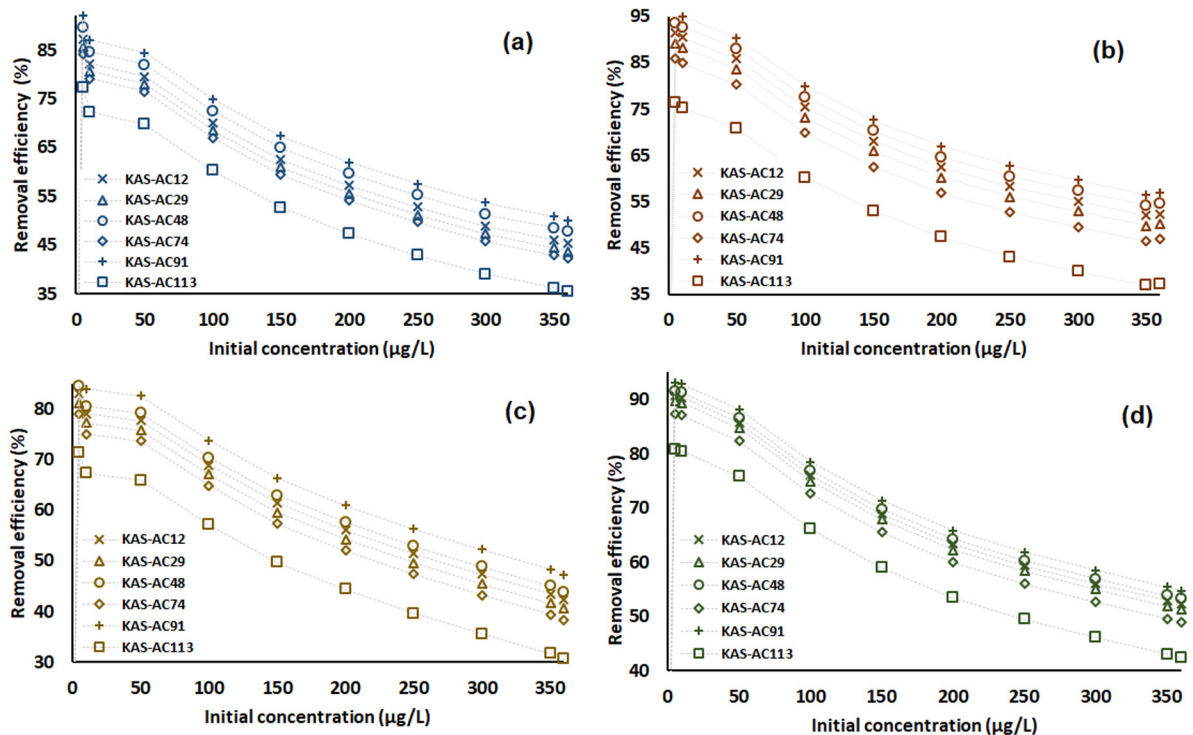 (a)
Removal efficiency (%)
85
75
65
55
45
35
KAS-AC12
KAS-AC29
KAS-AC48
KAS-AC74
KAS-AC91
KAS-AC113
0 50 100 150 200 250 300 350
Initial concentration (µg/L)
(b)
Removal efficiency (%)
95
85
75
65
55
45
35
KAS-AC12
KAS-AC29
KAS-AC48
KAS-AC74
KAS-AC91
KAS-AC113
0 50 100 150 200 250 300 350
Initial concentration (µg/L)
(c)
Removal efficiency (%)
80
70
60
50
40
30
KAS-AC12
KAS-AC29
KAS-AC48
KAS-AC74
KAS-AC91
KAS-AC113
0 50 100 150 200 250 300 350
Initial concentration (µg/L)
(d)
Removal efficiency (%)
90
80
70
60
50
40
KAS-AC12
KAS-AC29
KAS-AC48
KAS-AC74
KAS-AC91
KAS-AC113
0 50 100 150 200 250 300 350
Initial concentration (µg/L)